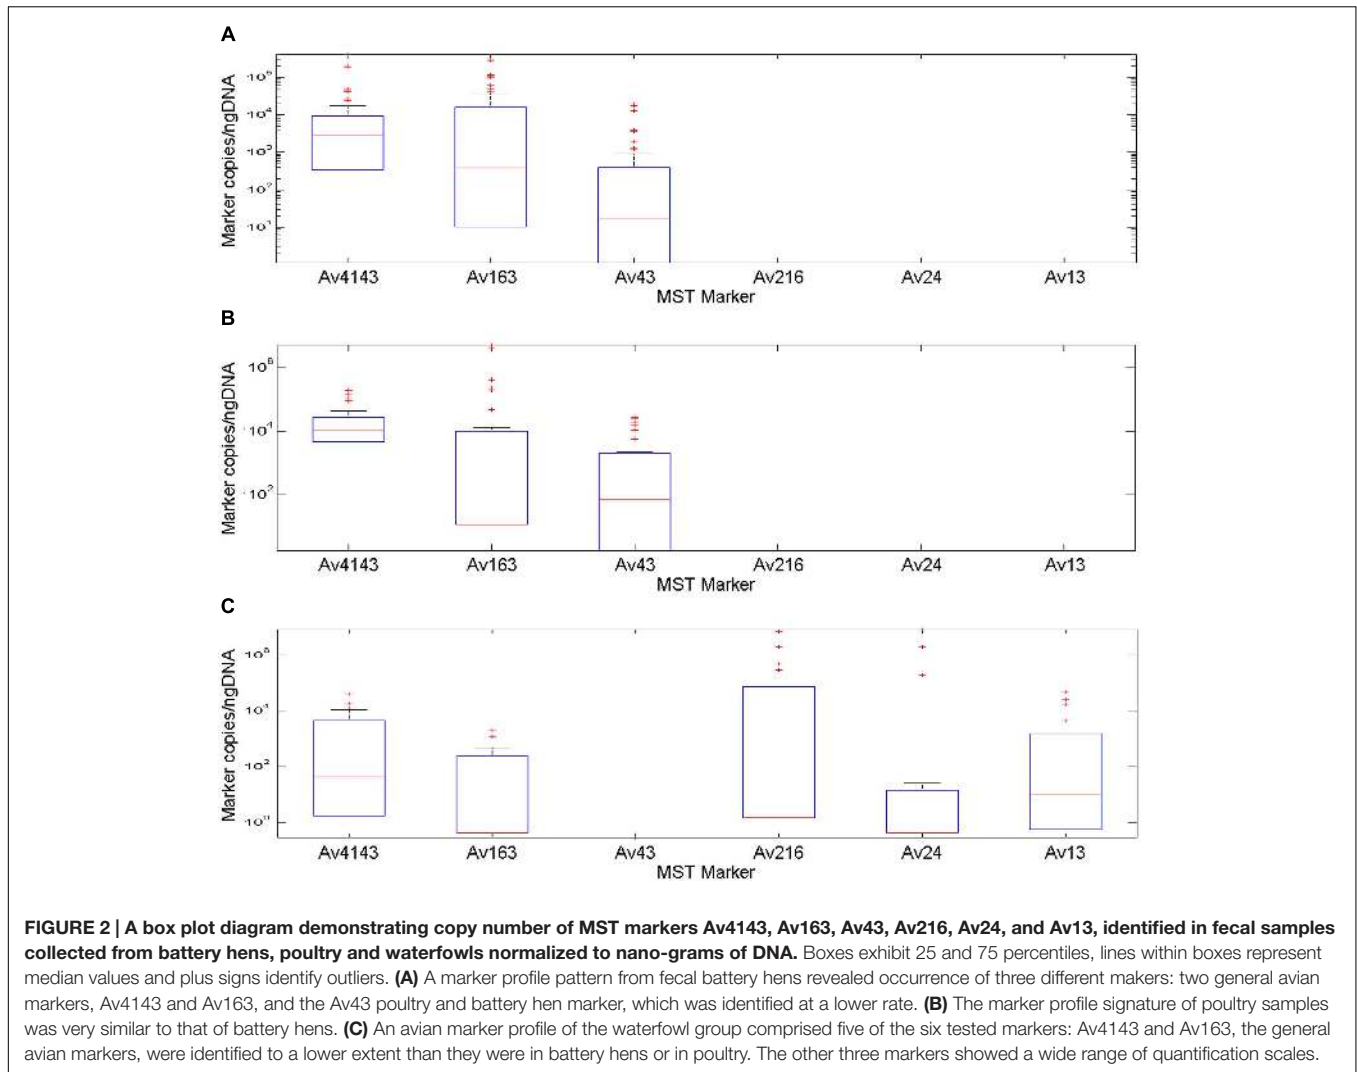 A
Marker copies/ngDNA
10⁴
10³
10²
10¹
Av4143 Av163 Av43 Av216 Av24 Av13
MST Marker
B
Marker copies/ngDNA
10⁶
10⁴
10²
Av4143 Av163 Av43 Av216 Av24 Av13
MST Marker
C
Marker copies/ngDNA
10²
10⁰
Av4143 Av163 Av43 Av216 Av24 Av13
MST Marker
FIGURE 2 | A box plot diagram demonstrating copy number of MST markers Av4143, Av163, Av43, Av216, Av24, and Av13, identified in fecal samples
collected from battery hens, poultry and waterfowls normalized to nano-grams of DNA. Boxes exhibit 25 and 75 percentiles, lines within boxes represent
median values and plus signs identify outliers. (A) A marker profile pattern from fecal battery hens revealed occurrence of three different makers: two general avian
markers, Av4143 and Av163, and the Av43 poultry and battery hen marker, which was identified at a lower rate. (B) The marker profile signature of poultry samples
was very similar to that of battery hens. (C) An avian marker profile of the waterfowl group comprised five of the six tested markers: Av4143 and Av163, the general
avian markers, were identified to a lower extent than they were in battery hens or in poultry. The other three markers showed a wide range of quantification scales.